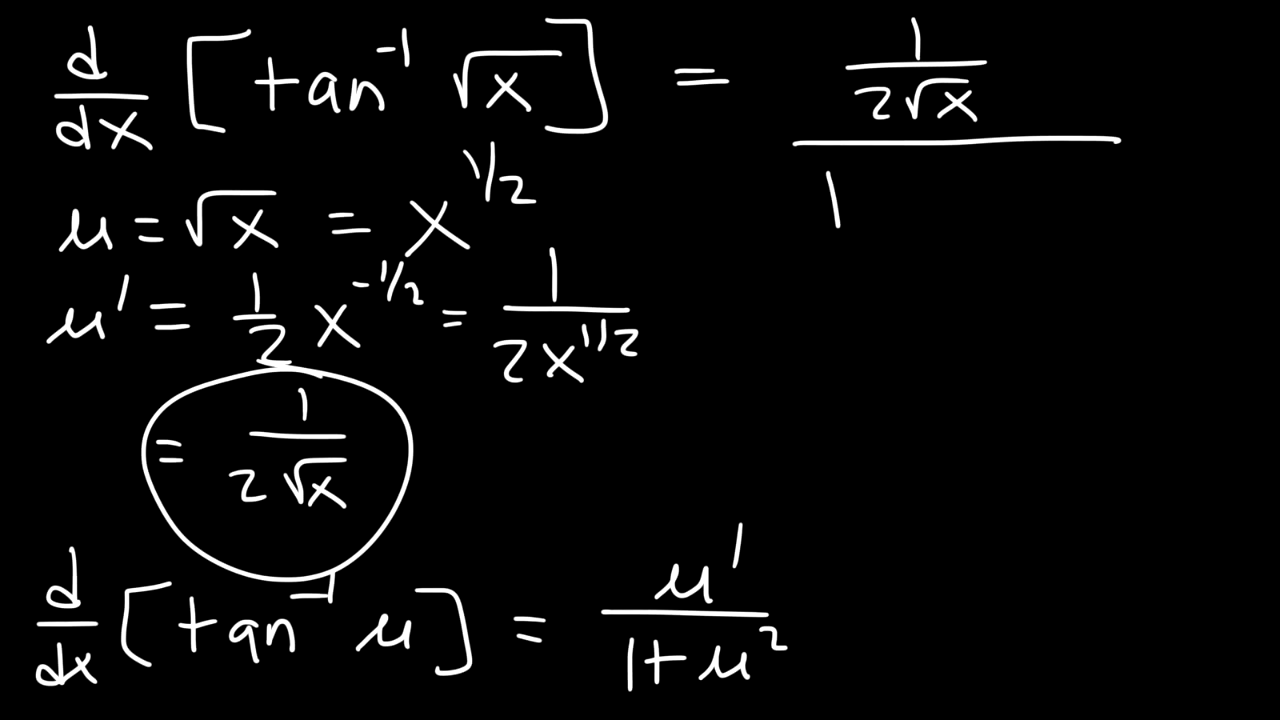 d/dx [tan⁻¹ √x] = (1/(2√x))/(1
u = √x = x^(1/2)
u' = 1/2 x^(-1/2) = 1/(2x^(1/2))
= 1/(2√x)
d/dx [tan⁻¹ u] = u'/(1+u²)